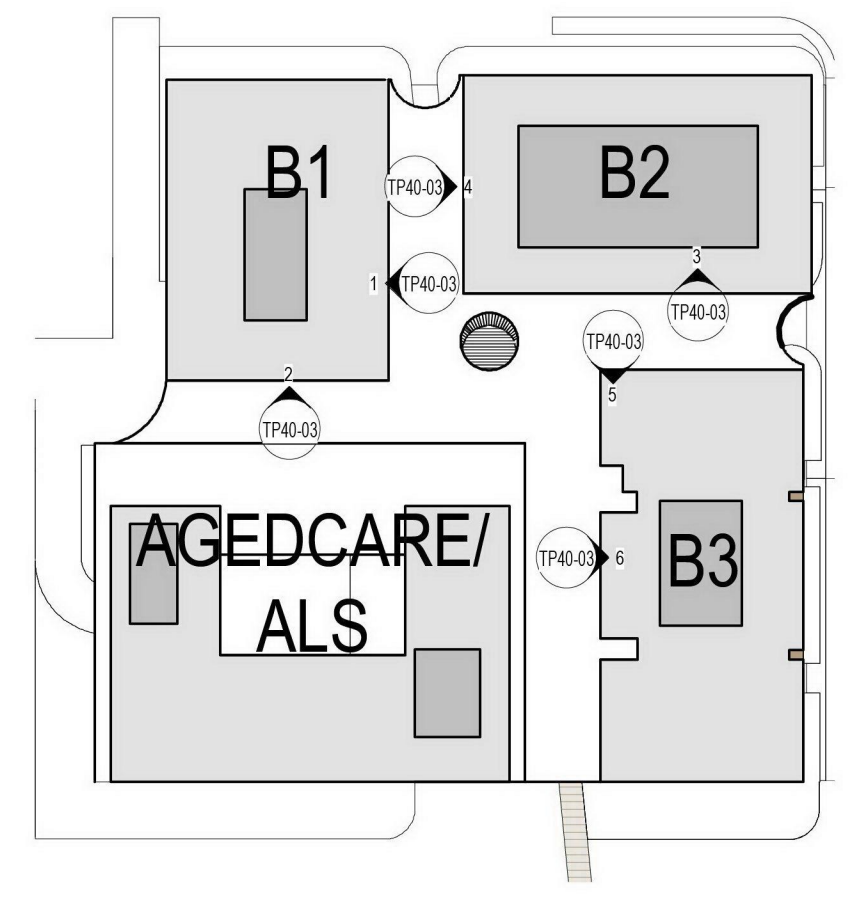 B1
B2
TP40-03 4
1 TP40-03
3
TP40-03
TP40-03
5
2
TP40-03
AGEDCARE/
ALS
TP40-03 6
B3